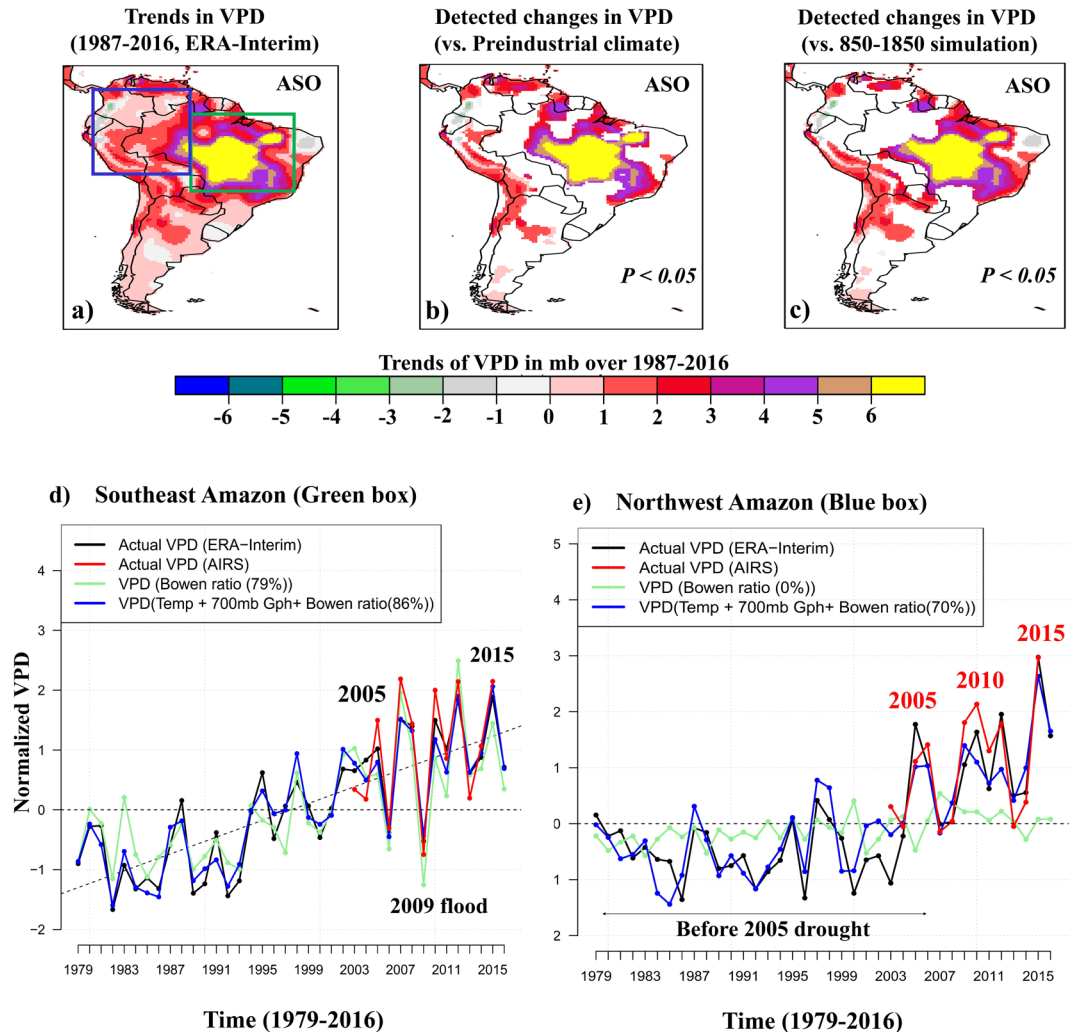 Trends in VPD
(1987-2016, ERA-Interim)
Detected changes in VPD
(vs. Preindustrial climate)
Detected changes in VPD
(vs. 850-1850 simulation)
ASO
ASO
ASO
a)
b)
P < 0.05
c)
P < 0.05
Trends of VPD in mb over 1987-2016
-6 -5 -4 -3 -2 -1 0 1 2 3 4 5 6
d) Southeast Amazon (Green box)
Actual VPD (ERA−Interim)
Actual VPD (AIRS)
VPD (Bowen ratio (79%))
VPD(Temp + 700mb Gph+ Bowen ratio(86%))
4
3
2
1
0
−1
−2
Normalized VPD
2005
2015
2009 flood
1979 1983 1987 1991 1995 1999 2003 2007 2011 2015
Time (1979-2016)
e) Northwest Amazon (Blue box)
Actual VPD (ERA−Interim)
Actual VPD (AIRS)
VPD (Bowen ratio (0%))
VPD(Temp + 700mb Gph+ Bowen ratio(70%))
5
4
3
2
1
0
1
2
2005
2010
2015
Before 2005 drought
1979 1983 1987 1991 1995 1999 2003 2007 2011 2015
Time (1979-2016)